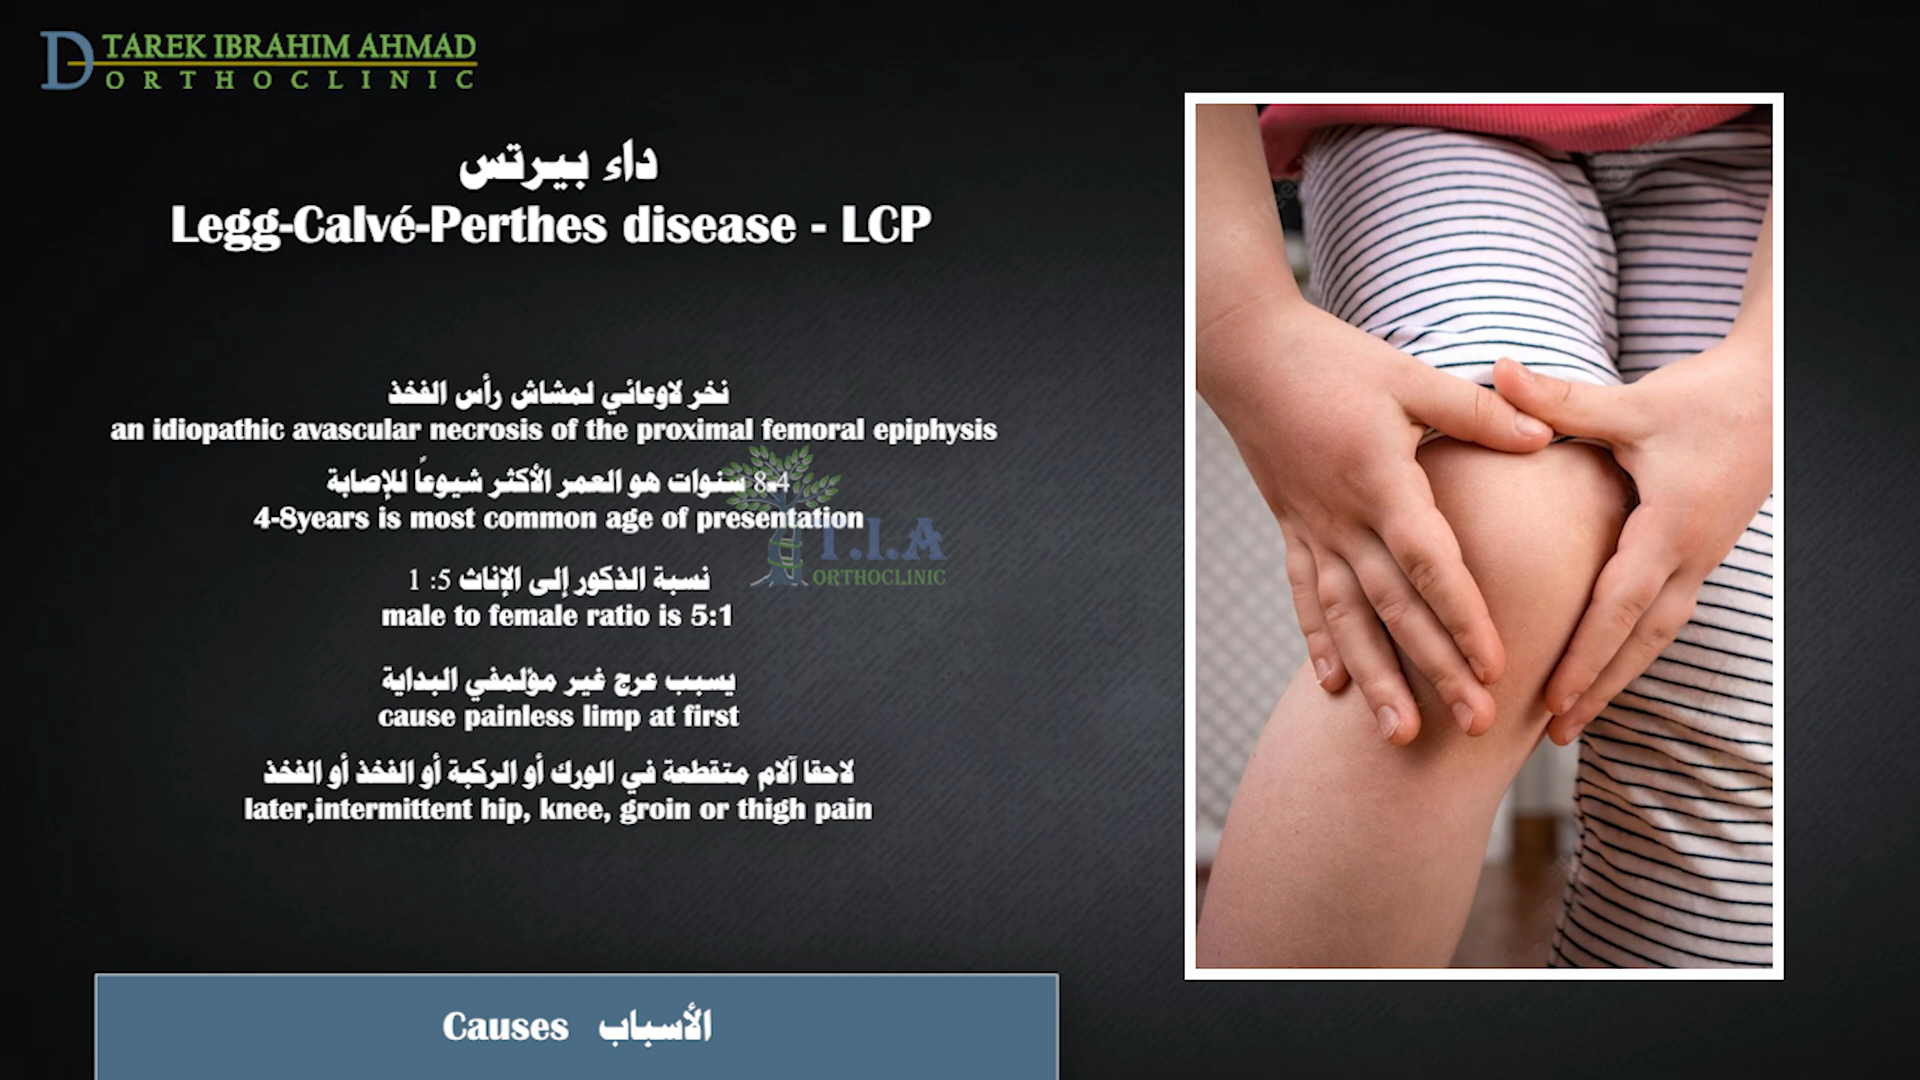 TAREK IBRAHIM AHMAD
ORTHOCLINIC
داء بيرتس
Legg-Calvé-Perthes disease - LCP
نخر لاوعائي لمشاش رأس الفخذ
an idiopathic avascular necrosis of the proximal femoral epiphysis
8-4 سنوات هو العمر الأكثر شيوعاً للإصابة
4-8years is most common age of presentation
T.I.A
ORTHOCLINIC
نسبة الذكور إلى الإناث 5: 1
male to female ratio is 5:1
يسبب عرج غير مؤلمفي البداية
cause painless limp at first
لاحقا آلام متقطعة في الورك أو الركبة أو الفخذ أو الفخذ
later,intermittent hip, knee, groin or thigh pain
Causes الأسباب